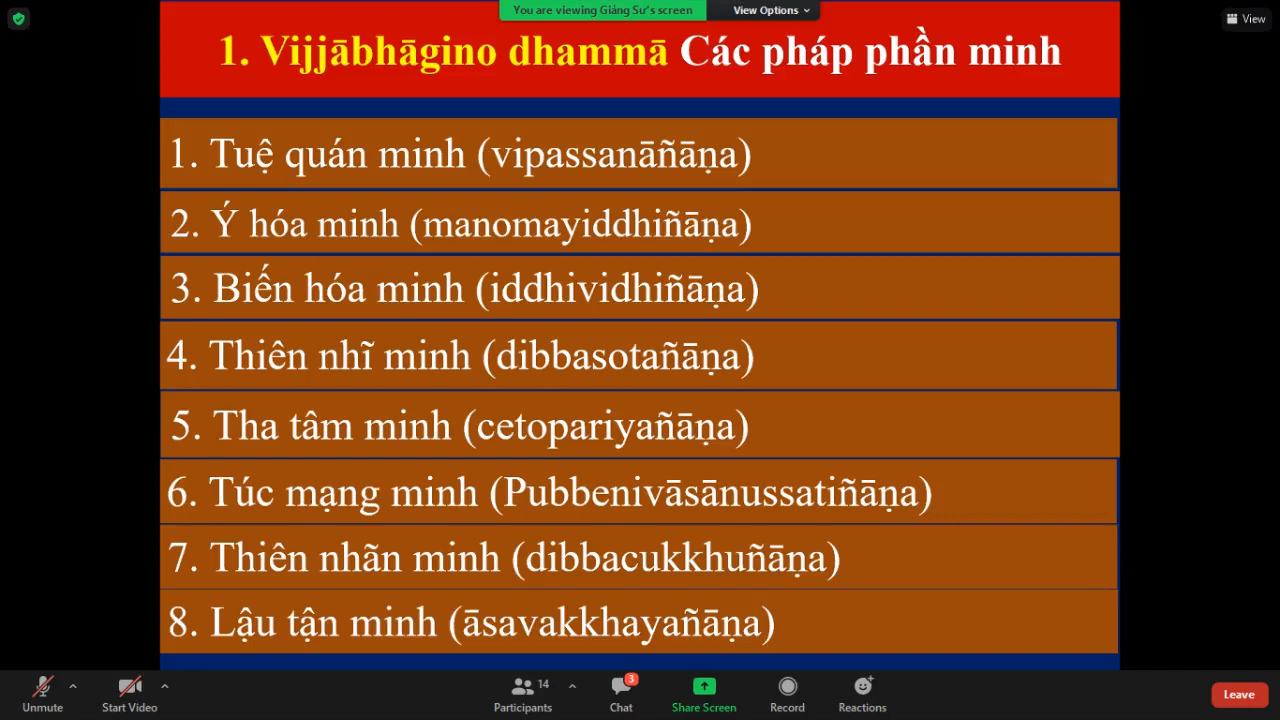 You are viewing Giảng Sư's screen
View Options
View
1. Vijjābhāgino dhammā Các pháp phần minh
1. Tuệ quán minh (vipassanāñāṇa)
2. Ý hóa minh (manomayiddhiñāṇa)
3. Biến hóa minh (iddhividhiñāṇa)
4. Thiên nhĩ minh (dibbasotañāṇa)
5. Tha tâm minh (cetopariyañāṇa)
6. Túc mạng minh (Pubbenivāsānussatiñāṇa)
7. Thiên nhãn minh (dibbacukkhuñāṇa)
8. Lậu tận minh (āsavakkhayañāṇa)
Unmute
Start Video
14
Participants
3
Chat
Share Screen
Record
Reactions
Leave